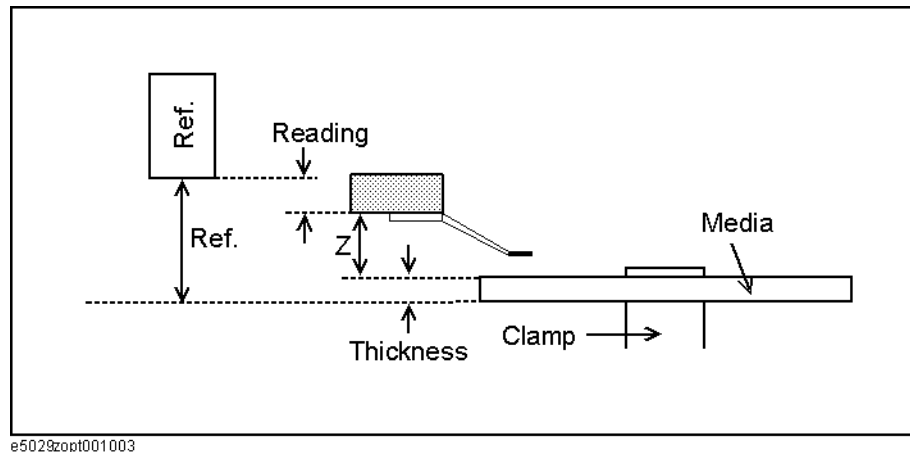 Ref.
Reading
Ref.
Z
Media
Thickness
Clamp
e5029zopt001003